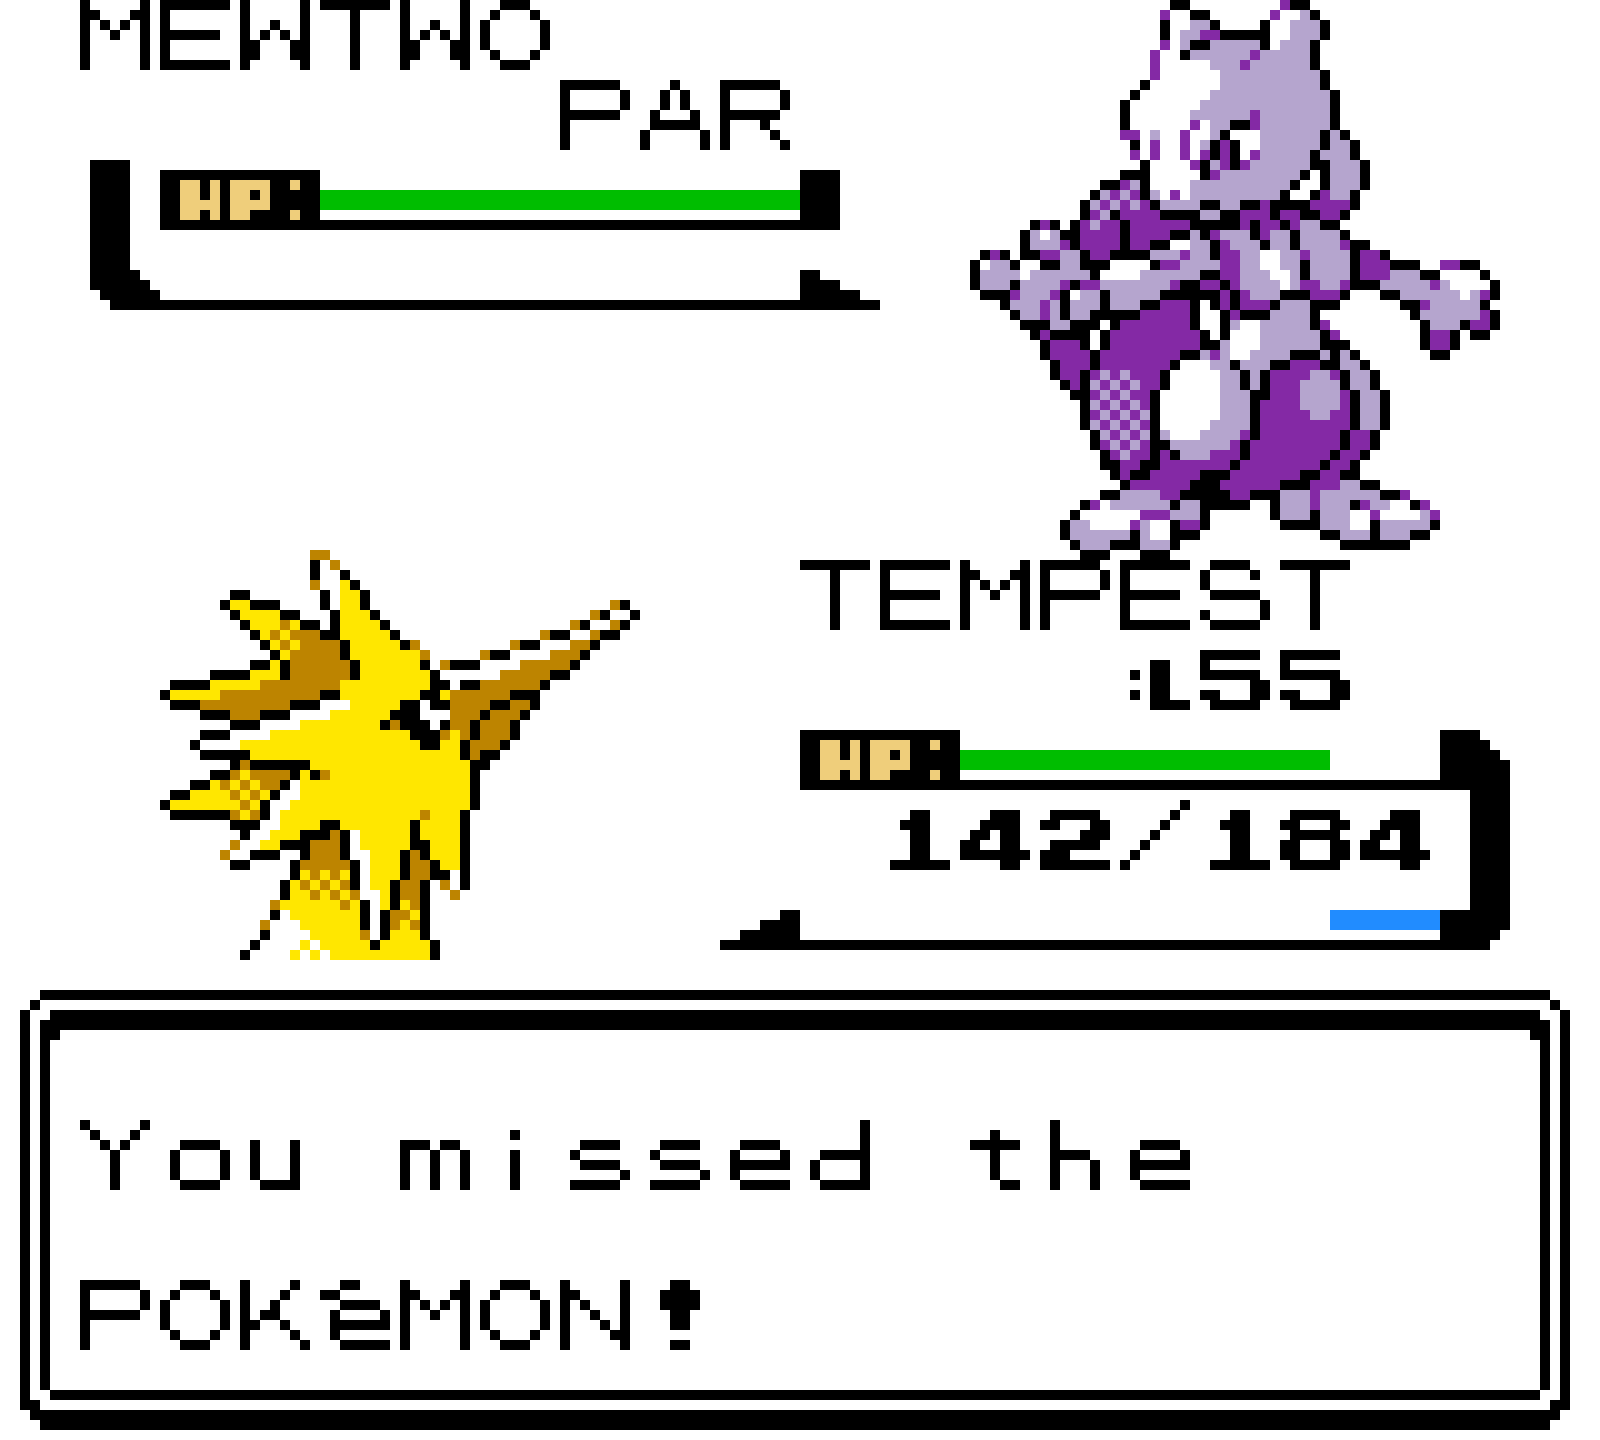 MEWTWO
PAR
HP:
TEMPEST
:L55
HP:
142/184
You missed the
POKéMON!